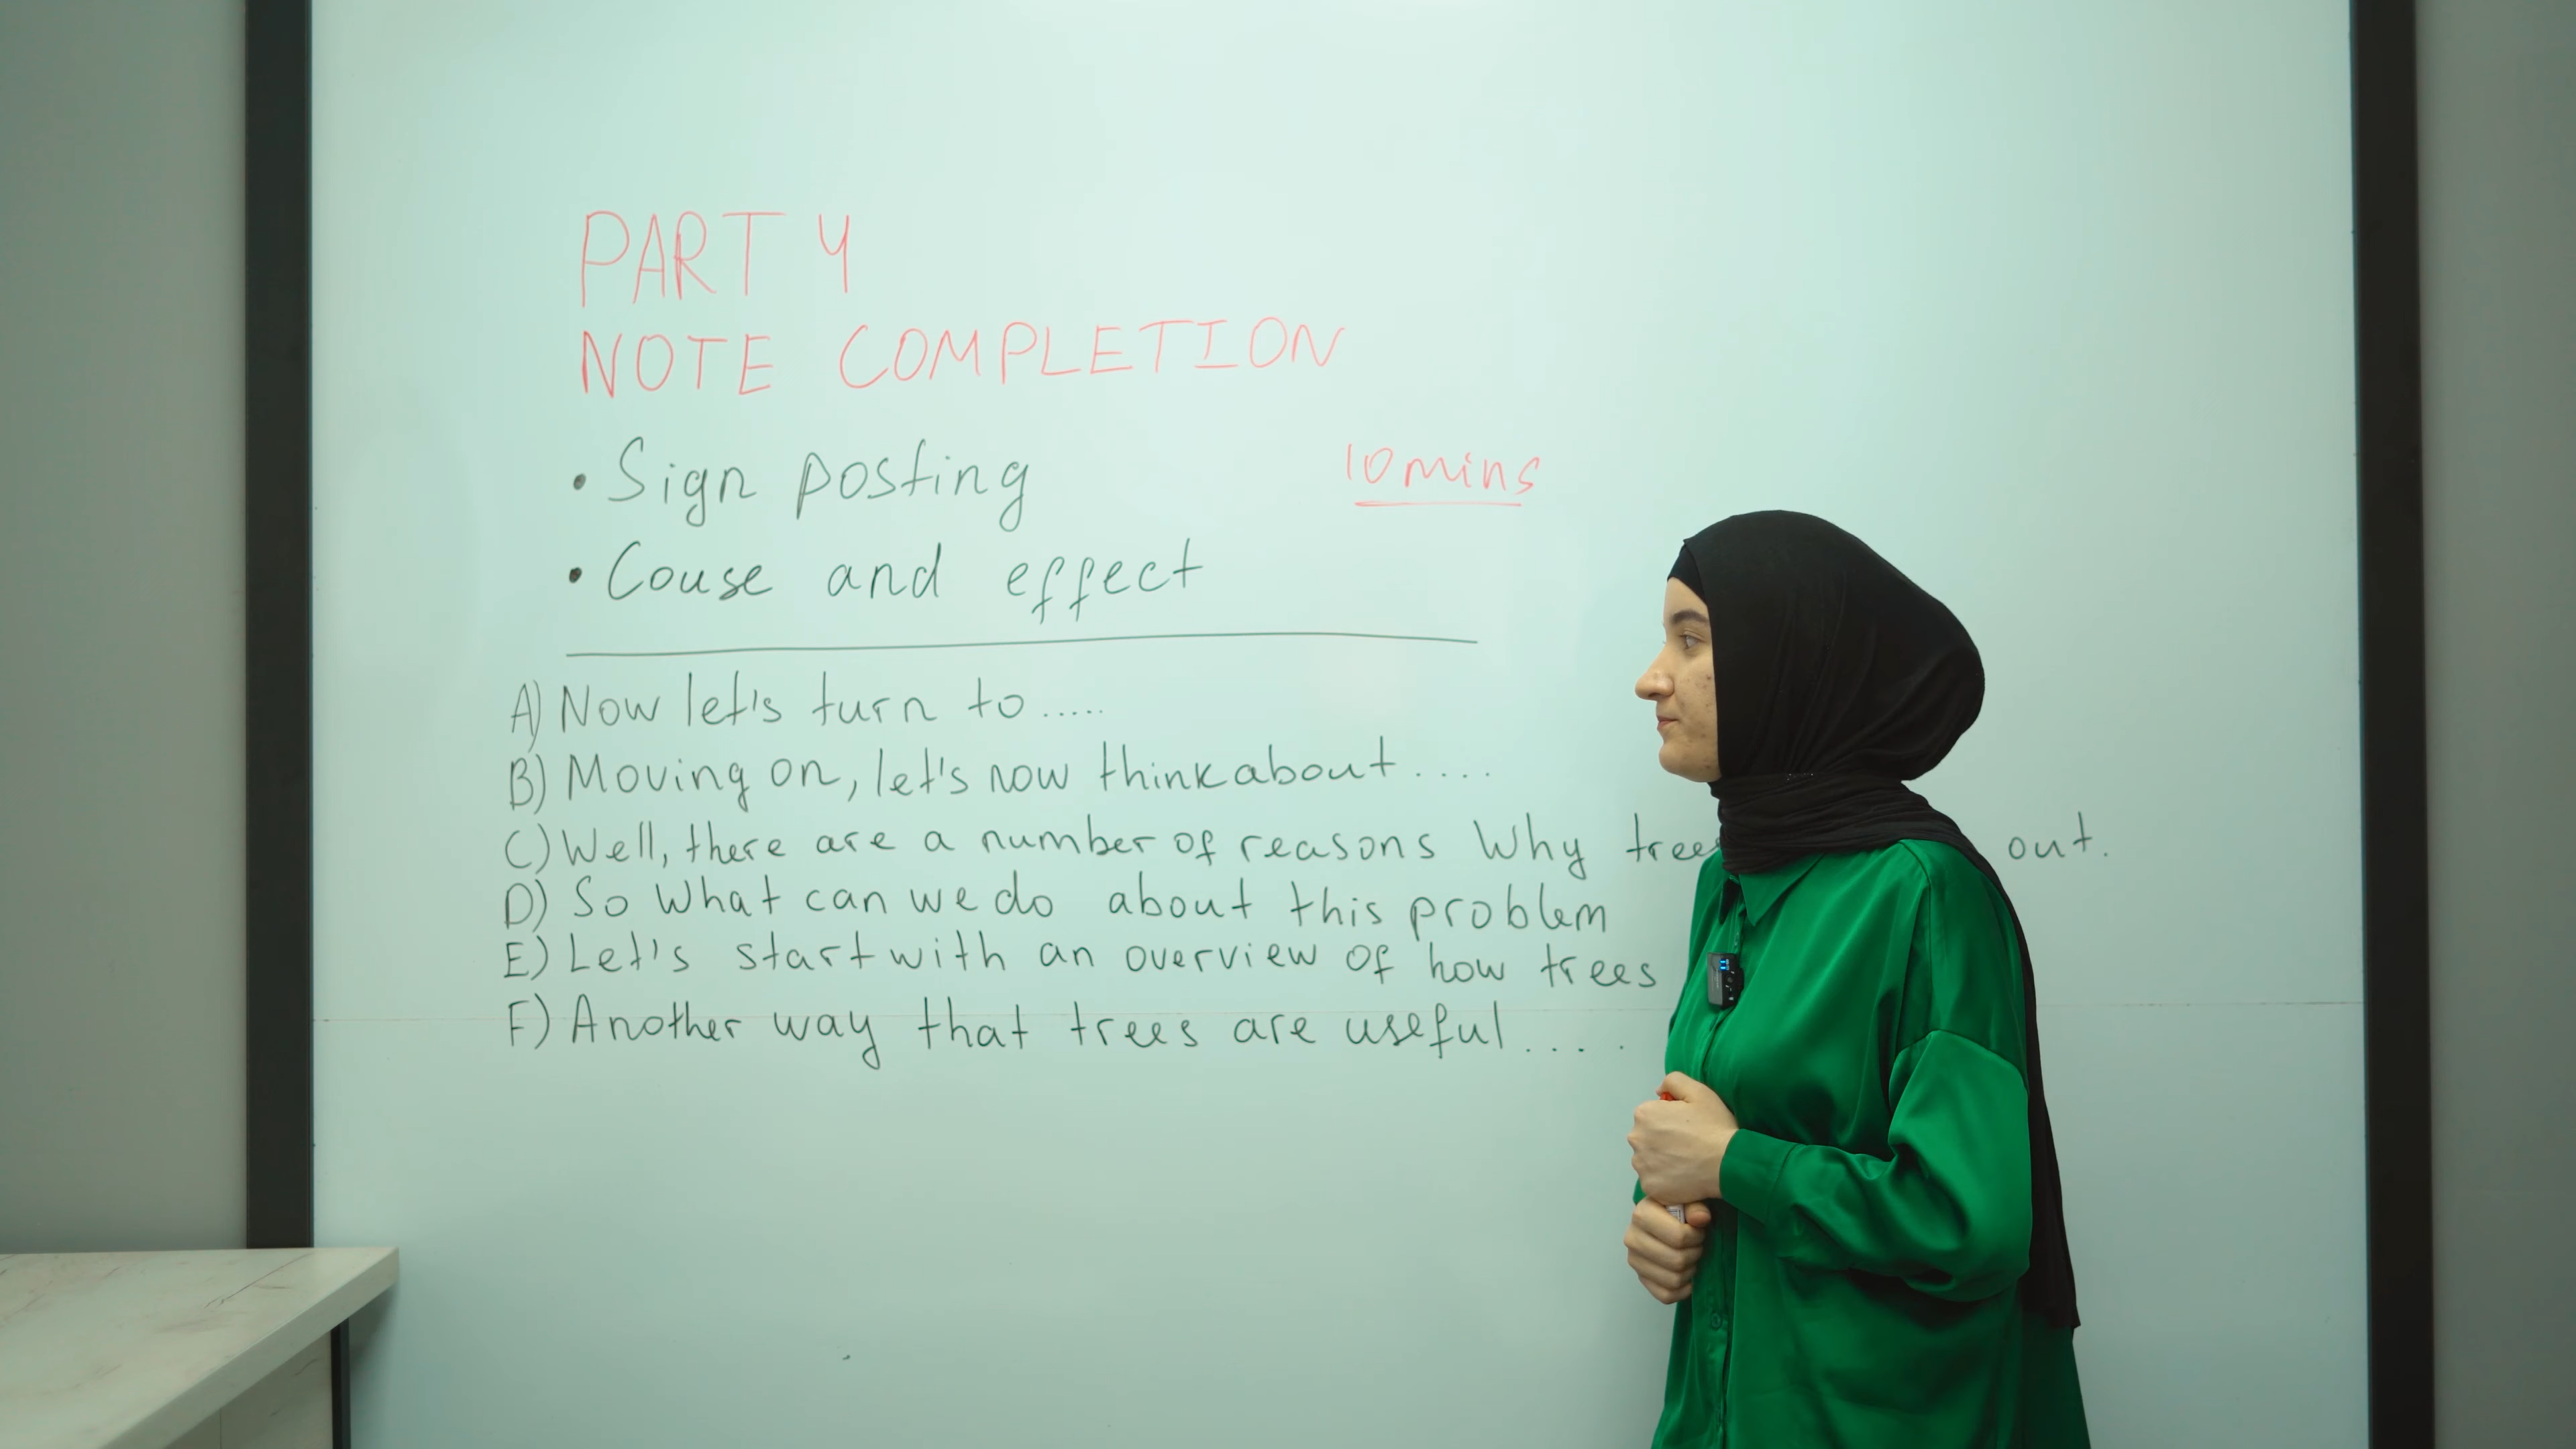 PART 4
NOTE COMPLETION
• Sign posting
10 mins
• Couse and effect
A) Now let's turn to.....
B) Moving on, let's now think about....
C) Well, there are a number of reasons Why out.
D) So What can we do about this problem
E) Let's start with an overview of how trees
F) Another way that trees are useful....